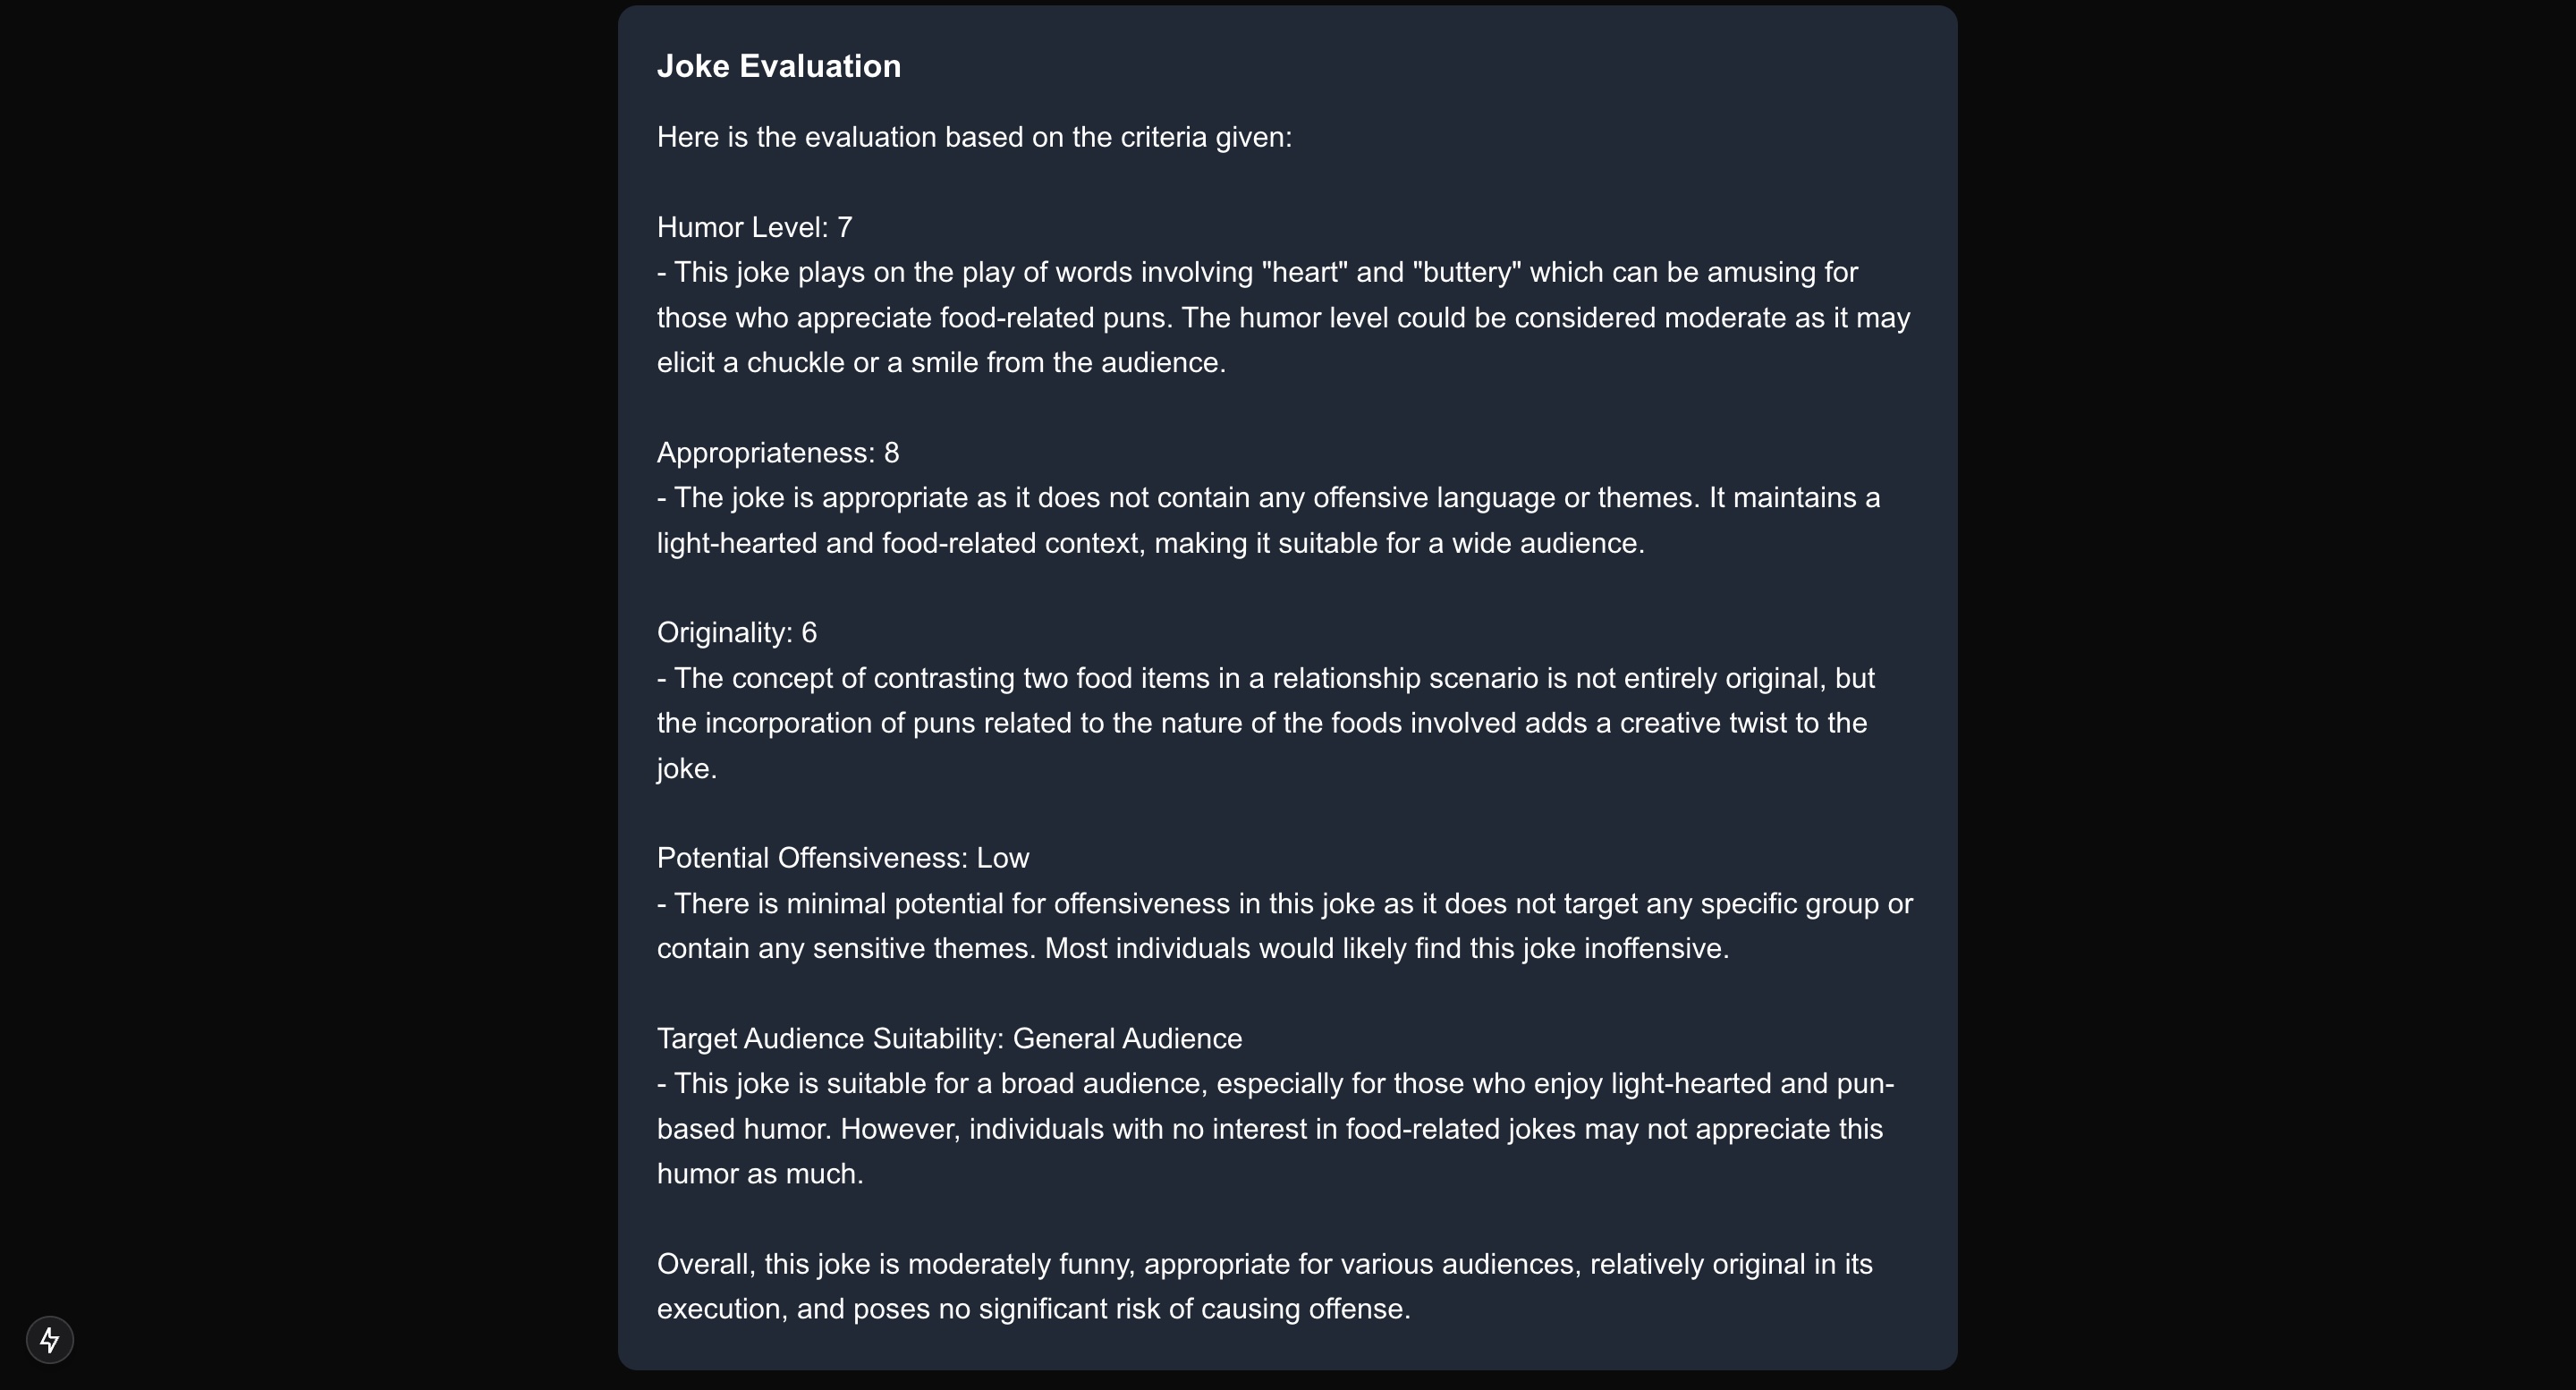 Joke Evaluation
Here is the evaluation based on the criteria given:
Humor Level: 7
- This joke plays on the play of words involving "heart" and "buttery" which can be amusing for
those who appreciate food-related puns. The humor level could be considered moderate as it may
elicit a chuckle or a smile from the audience.
Appropriateness: 8
- The joke is appropriate as it does not contain any offensive language or themes. It maintains a
light-hearted and food-related context, making it suitable for a wide audience.
Originality: 6
- The concept of contrasting two food items in a relationship scenario is not entirely original, but
the incorporation of puns related to the nature of the foods involved adds a creative twist to the
joke.
Potential Offensiveness: Low
- There is minimal potential for offensiveness in this joke as it does not target any specific group or
contain any sensitive themes. Most individuals would likely find this joke inoffensive.
Target Audience Suitability: General Audience
- This joke is suitable for a broad audience, especially for those who enjoy light-hearted and pun-
based humor. However, individuals with no interest in food-related jokes may not appreciate this
humor as much.
Overall, this joke is moderately funny, appropriate for various audiences, relatively original in its
execution, and poses no significant risk of causing offense.